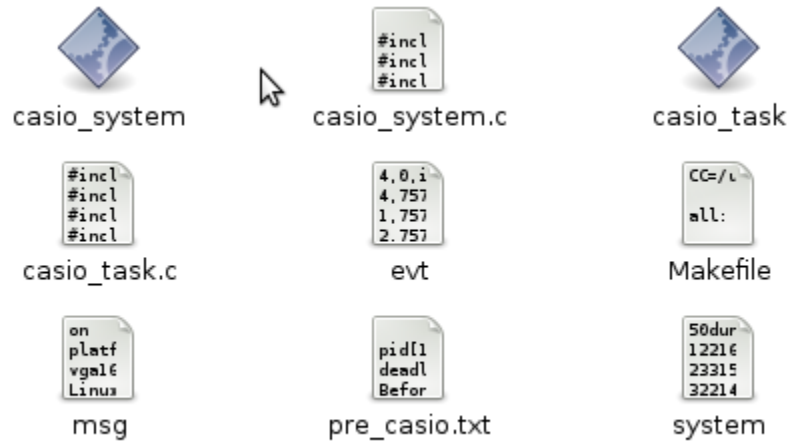 #incl
#incl
#incl
casio_system
casio_system.c
casio_task
#incl
#incl
#incl
#incl
4,0,i
4,757
1,757
2.757
CC=/u
all:
casio_task.c
evt
Makefile
on
platf
vga16
Linux
pid[1
deadl
Befor
50dur
12216
23315
32214
msg
pre_casio.txt
system